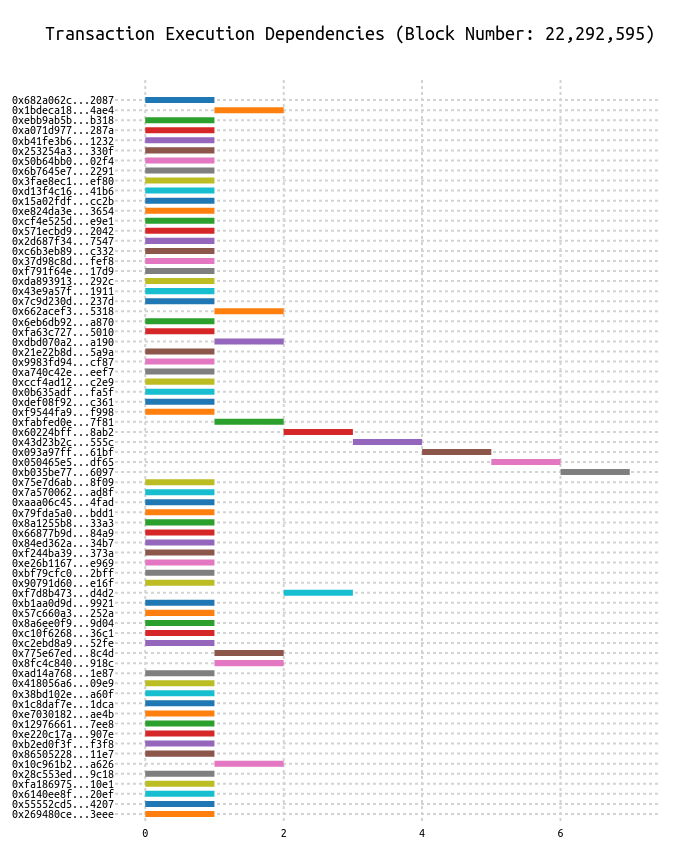 Transaction Execution Dependencies (Block Number: 22,292,595)
0x682a062c...2087
0x1bdeca18...4ae4
0xebb9ab5b...b318
0xa071d977...287a
0xb41fe3b6...1232
0x253254a3...330f
0x50b64bb0...02f4
0x6b7645e7...2291
0x3fae8ec1...ef80
0xd13f4c16...41b6
0x15a02fdf...cc2b
0xe824da3e...3654
0xcf4e525d...e9e1
0x571ecbd9...2042
0x2d687f34...7547
0xc6b3eb89...c332
0x37d98c8d...fef8
0xf791f64e...17d9
0xda893913...292c
0x43e9a57f...1911
0x7c9d230d...237d
0x662acef3...5318
0x6eb6db92...a870
0xfa63c727...5010
0xdbd070a2...a190
0x21e22b8d...5a9a
0x9983fd94...cf87
0xa740c42e...eef7
0xccf4ad12...c2e9
0x0b635adf...fa5f
0xdef08f92...c361
0xf9544fa9...f998
0xfabfed0e...7f81
0x60224bff...8ab2
0x43d23b2c...555c
0x093a97ff...61bf
0x050465e5...df65
0xb035be77...6097
0x75e7d6ab...8f09
0x7a570062...ad8f
0xaaa06c45...4fad
0x79fda5a0...bdd1
0x8a1255b8...33a3
0x66877b9d...84a9
0x84ed362a...34b7
0xf244ba39...373a
0xe26b1167...e969
0xbf79cfc0...2bff
0x90791d60...e16f
0xf7d8b473...d4d2
0xb1aa0d9d...9921
0x57c660a3...252a
0x8a6ee0f9...9d04
0xc10f6268...36c1
0xc2ebd8a9...52fe
0x775e67ed...8c4d
0x8fc4c840...918c
0xad14a768...1e87
0x418056a6...09e9
0x38bd102e...a60f
0x1c8daf7e...1dca
0xe7030182...ae4b
0x12976661...7ee8
0xe220c17a...907e
0xb2ed0f3f...f3f8
0x86505228...11e7
0x10c961b2...a626
0x28c553ed...9c18
0xfa186975...10e1
0x6140ee8f...20ef
0x55552cd5...4207
0x269480ce...3eee
0 2 4 6